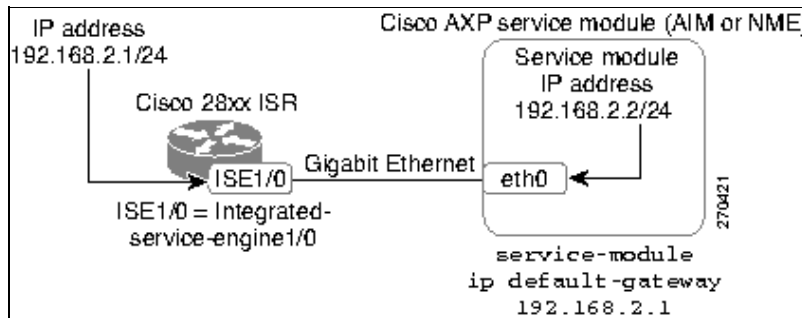 IP address
192.168.2.1/24
Cisco 28xx ISR
ISE1/0
ISE1/0 = Integrated-
service-engine1/0
Gigabit Ethernet
Cisco AXP service module (AIM or NME)
Service module
IP address
192.168.2.2/24
eth0
270421
service-module
ip default-gateway
192.168.2.1